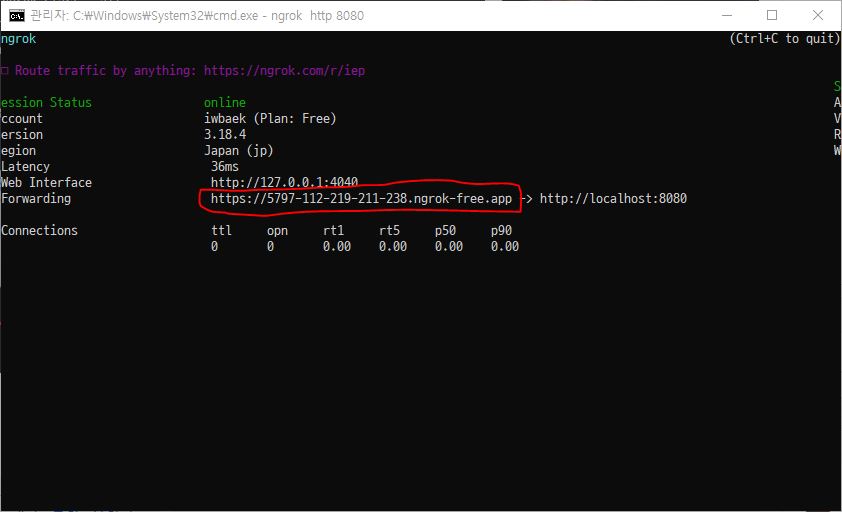 관리자: C:\Windows\System32\cmd.exe - ngrok  http 8080
ngrok (Ctrl+C to quit)
□ Route traffic by anything: https://ngrok.com/r/iep
S
ession Status online A
ccount iwbaek (Plan: Free) V
ersion 3.18.4 R
egion Japan (jp) W
Latency 36ms
Web Interface http://127.0.0.1:4040
Forwarding https://5797-112-219-211-238.ngrok-free.app -> http://localhost:8080
Connections ttl opn rt1 rt5 p50 p90
0 0 0.00 0.00 0.00 0.00